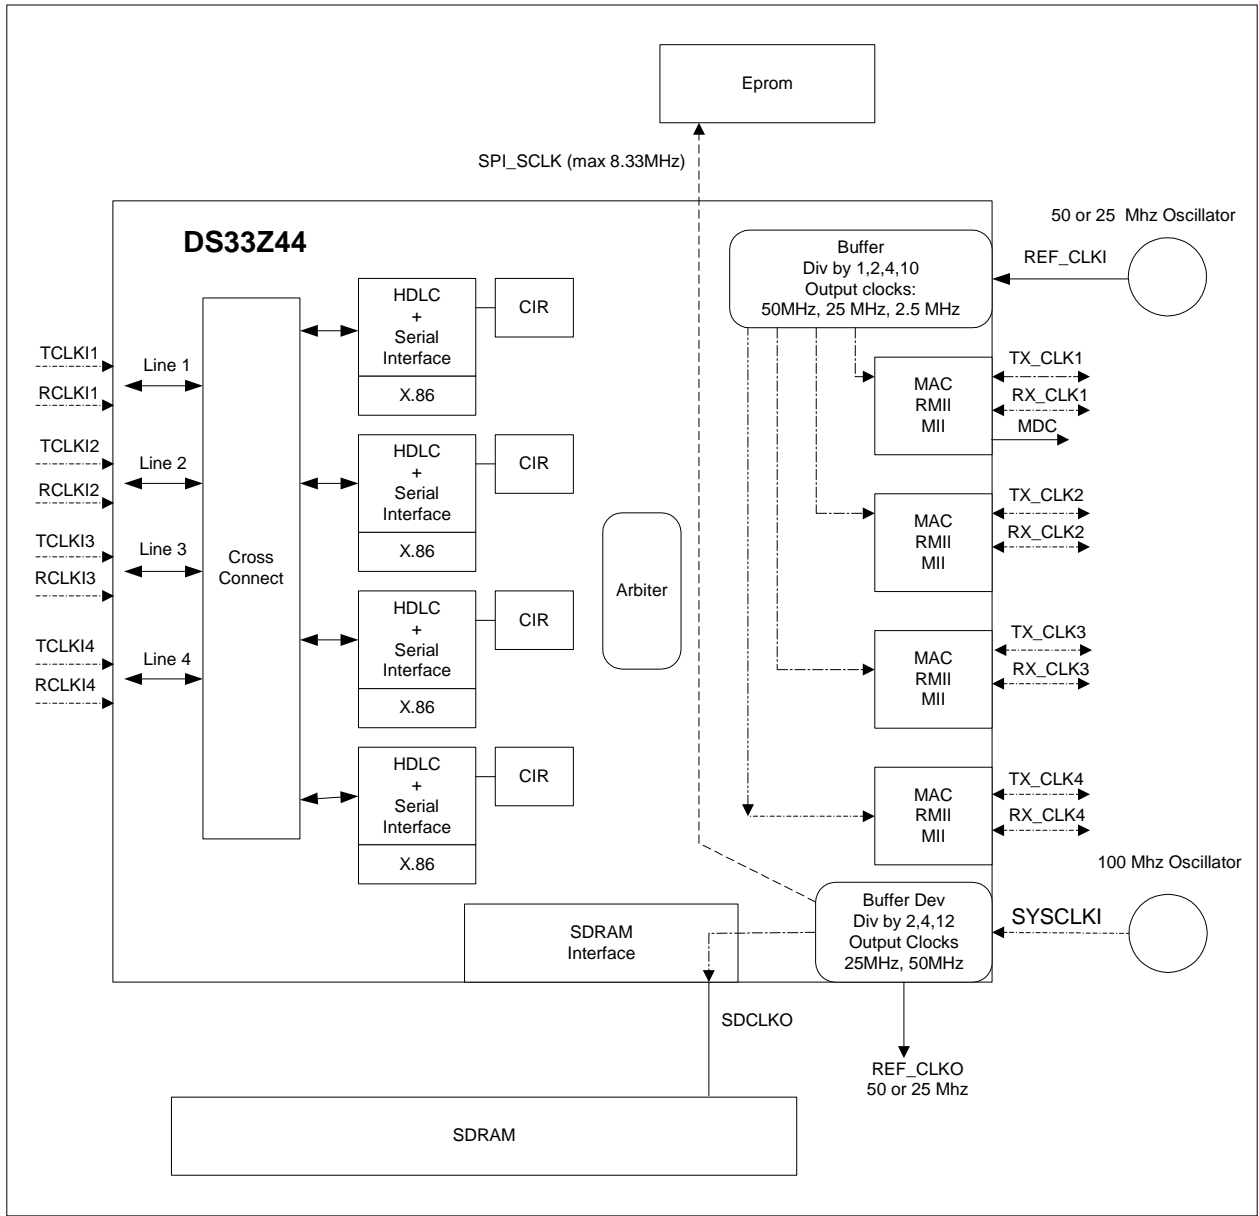 Eprom
SPI_SCLK (max 8.33MHz)
50 or 25 Mhz Oscillator
DS33Z44
Buffer
Div by 1,2,4,10
Output clocks:
50MHz, 25 MHz, 2.5 MHz
REF_CLKI
HDLC
+
Serial
Interface
X.86
CIR
TCLKI1
Line 1
RCLKI1
MAC
RMII
MII
TX_CLK1
RX_CLK1
MDC
TCLKI2
Line 2
RCLKI2
HDLC
+
Serial
Interface
X.86
CIR
MAC
RMII
MII
TX_CLK2
RX_CLK2
TCLKI3
Line 3
RCLKI3
Cross
Connect
Arbiter
HDLC
+
Serial
Interface
X.86
CIR
MAC
RMII
MII
TX_CLK3
RX_CLK3
TCLKI4
Line 4
RCLKI4
HDLC
+
Serial
Interface
X.86
CIR
MAC
RMII
MII
TX_CLK4
RX_CLK4
100 Mhz Oscillator
SDRAM
Interface
Buffer Dev
Div by 2,4,12
Output Clocks
25MHz, 50MHz
SYSCLKI
SDCLKO
REF_CLKO
50 or 25 Mhz
SDRAM